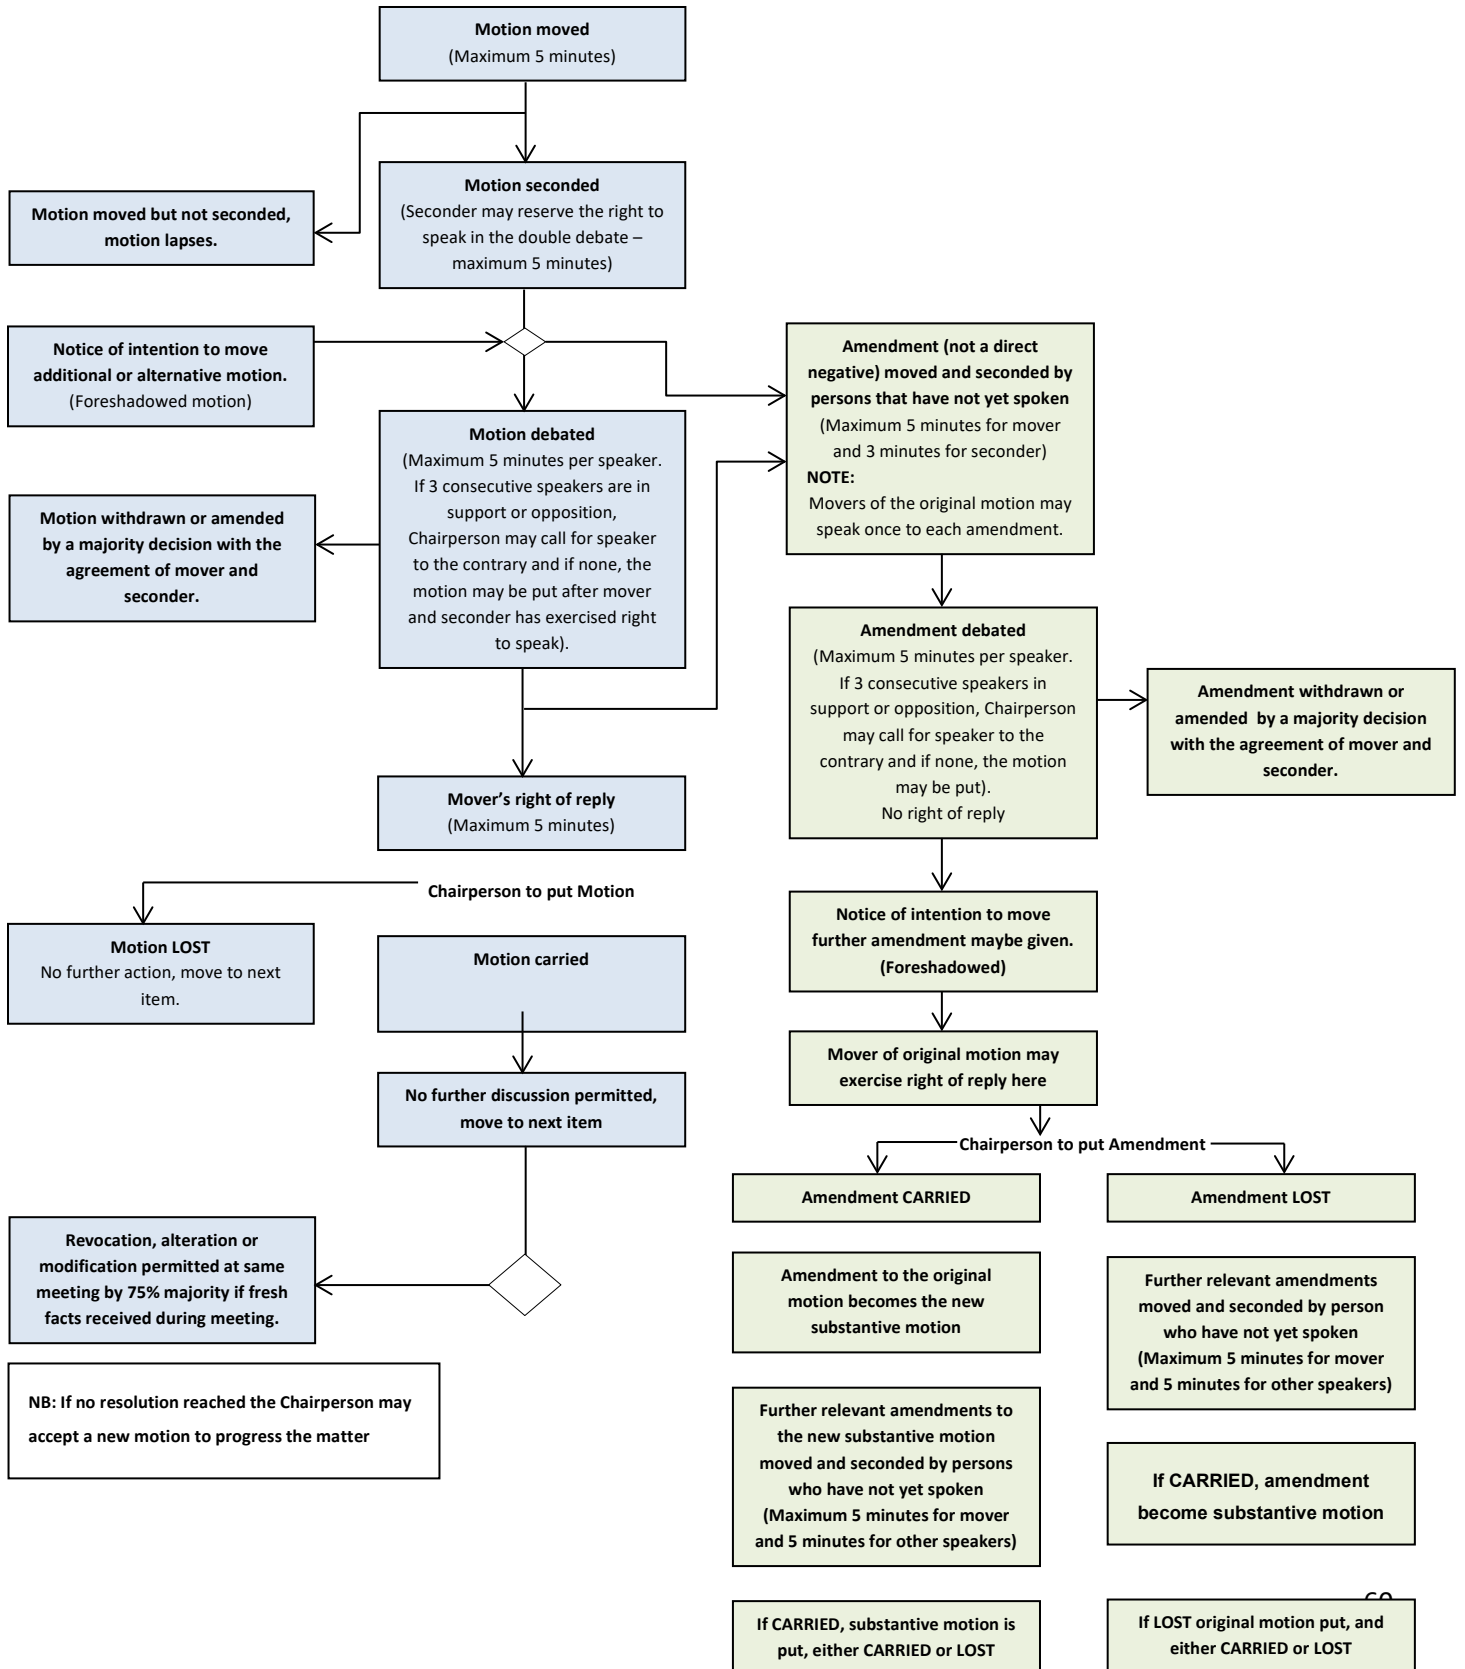 Motion moved
(Maximum 5 minutes)
Motion seconded
(Seconder may reserve the right to
speak in the double debate –
maximum 5 minutes)
Motion moved but not seconded,
motion lapses.
Notice of intention to move
additional or alternative motion.
(Foreshadowed motion)
Motion debated
(Maximum 5 minutes per speaker.
If 3 consecutive speakers are in
support or opposition,
Chairperson may call for speaker
to the contrary and if none, the
motion may be put after mover
and seconder has exercised right
to speak).
Motion withdrawn or amended
by a majority decision with the
agreement of mover and
seconder.
Mover’s right of reply
(Maximum 5 minutes)
Chairperson to put Motion
Motion LOST
No further action, move to next
item.
Motion carried
No further discussion permitted,
move to next item
Revocation, alteration or
modification permitted at same
meeting by 75% majority if fresh
facts received during meeting.
NB: If no resolution reached the Chairperson may
accept a new motion to progress the matter
Amendment (not a direct
negative) moved and seconded by
persons that have not yet spoken
(Maximum 5 minutes for mover
and 3 minutes for seconder)
NOTE:
Movers of the original motion may
speak once to each amendment.
Amendment debated
(Maximum 5 minutes per speaker.
If 3 consecutive speakers in
support or opposition, Chairperson
may call for speaker to the
contrary and if none, the motion
may be put).
No right of reply
Amendment withdrawn or
amended by a majority decision
with the agreement of mover and
seconder.
Notice of intention to move
further amendment maybe given.
(Foreshadowed)
Mover of original motion may
exercise right of reply here
Chairperson to put Amendment
Amendment CARRIED
Amendment to the original
motion becomes the new
substantive motion
Further relevant amendments to
the new substantive motion
moved and seconded by persons
who have not yet spoken
(Maximum 5 minutes for mover
and 5 minutes for other speakers)
If CARRIED, substantive motion is
put, either CARRIED or LOST
Amendment LOST
Further relevant amendments
moved and seconded by person
who have not yet spoken
(Maximum 5 minutes for mover
and 5 minutes for other speakers)
If CARRIED, amendment
become substantive motion
If LOST original motion put, and
either CARRIED or LOST